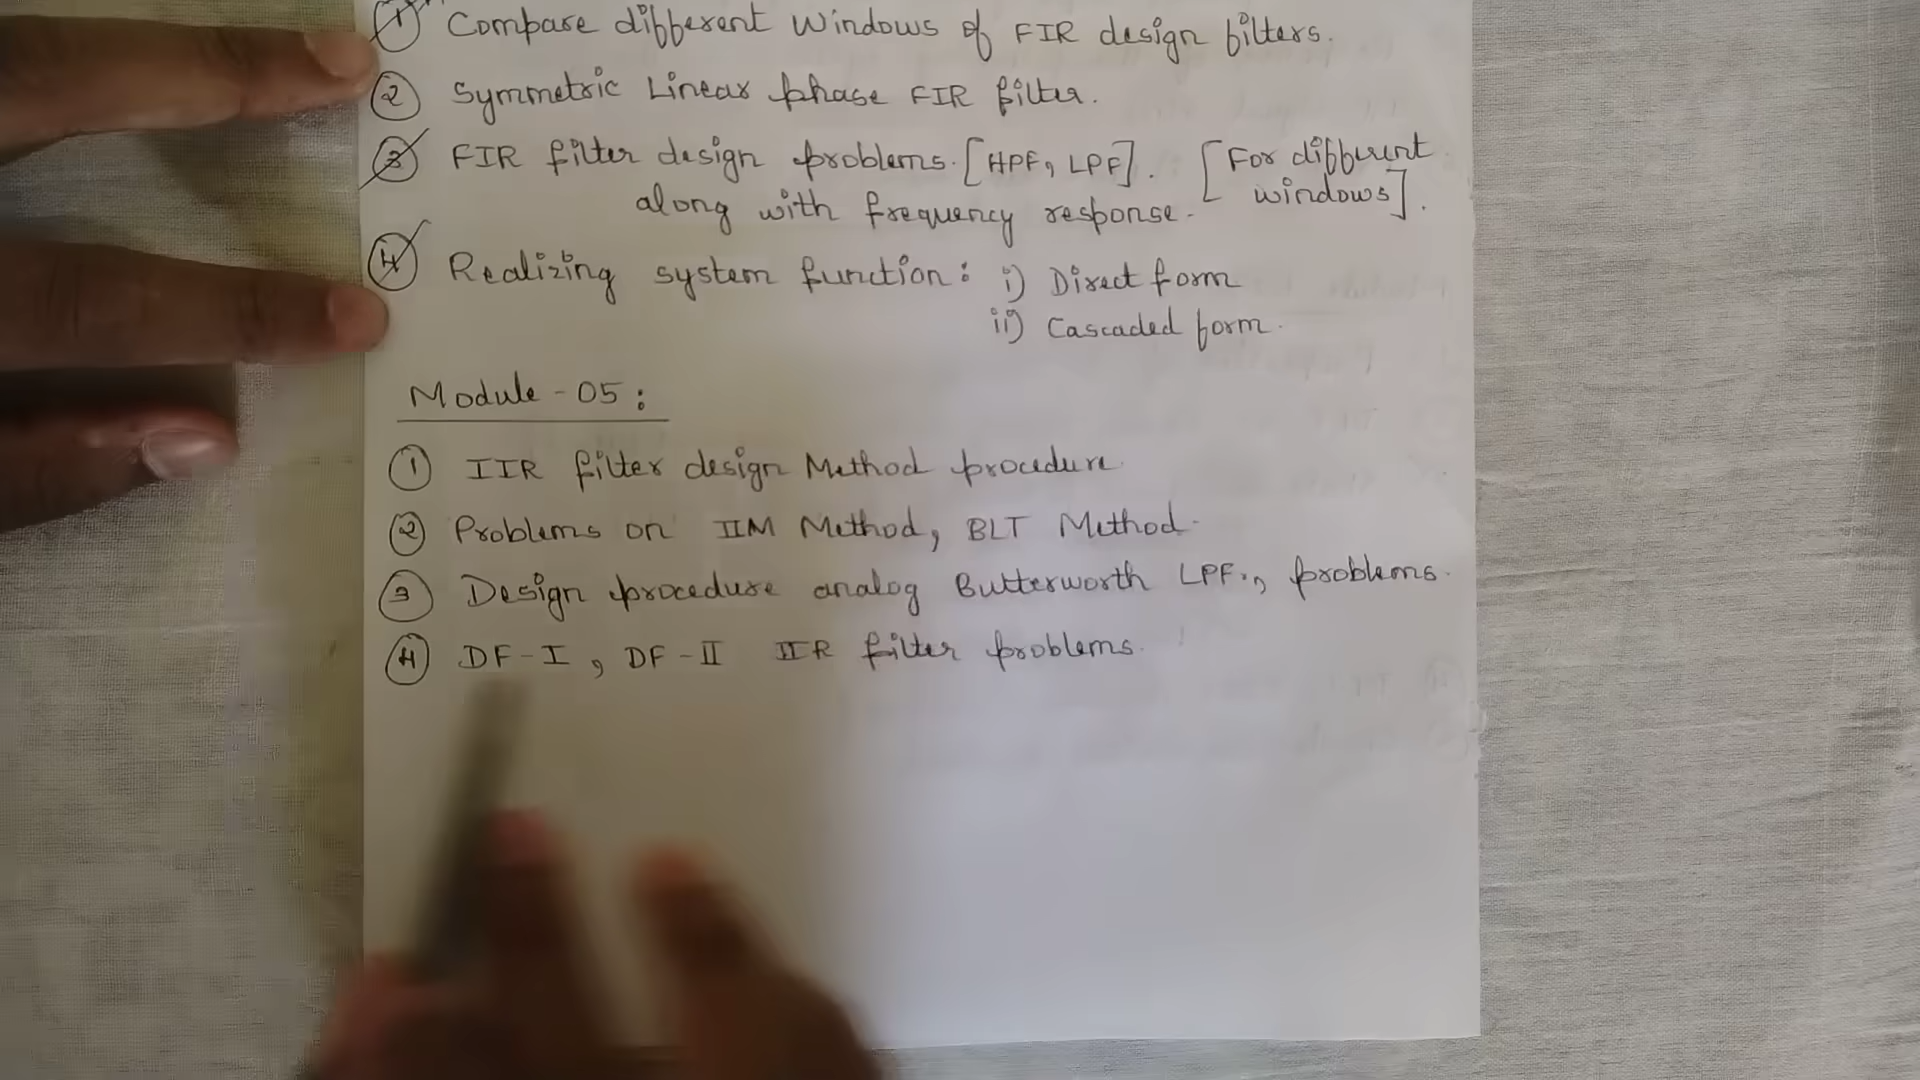 ① Compare different Windows of FIR design filters.
② Symmetric Linear phase FIR filter.
③ FIR filter design problems. [HPF, LPF]. [For different
along with frequency response. windows].
④ Realizing system function: i) Direct form
ii) Cascaded form.
Module-05:
① IIR filter design Method procedure
② Problems on IIM Method, BLT Method.
③ Design procedure analog Butterworth LPF., problems.
④ DF-I, DF-II IIR filter problems.